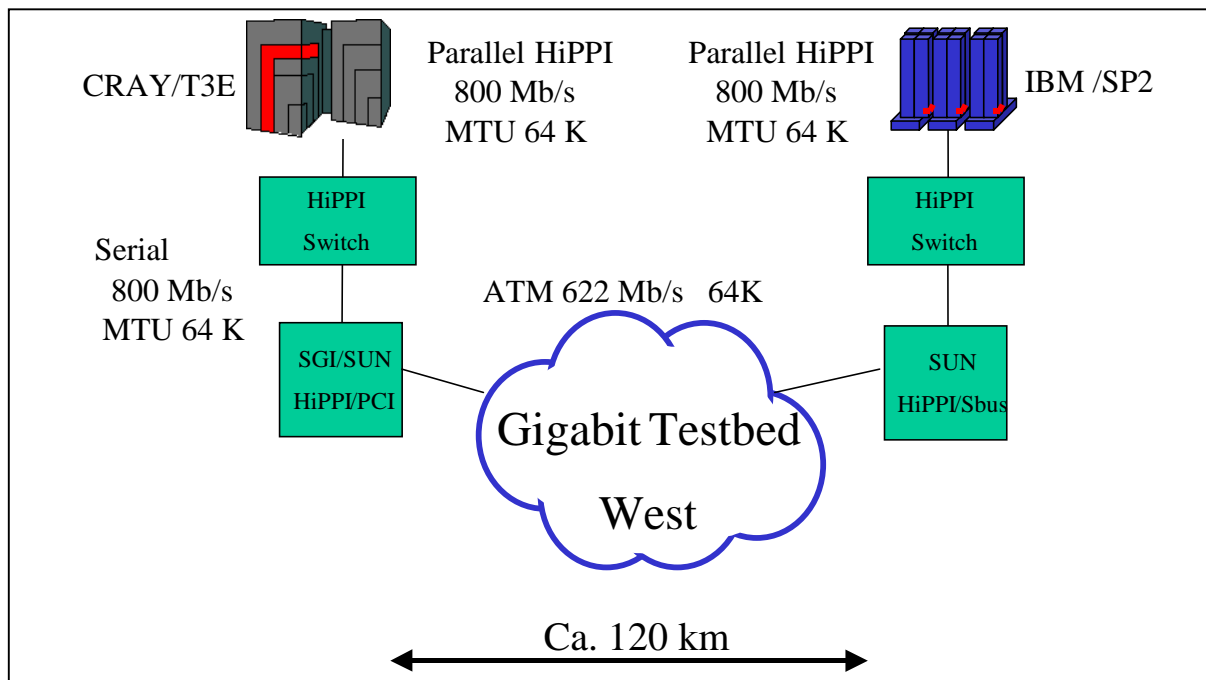 CRAY/T3E
Parallel HiPPI
800 Mb/s
MTU 64 K
Parallel HiPPI
800 Mb/s
MTU 64 K
IBM /SP2
HiPPI
Switch
HiPPI
Switch
Serial
800 Mb/s
MTU 64 K
ATM 622 Mb/s 64K
SGI/SUN
HiPPI/PCI
SUN
HiPPI/Sbus
Gigabit Testbed
West
Ca. 120 km